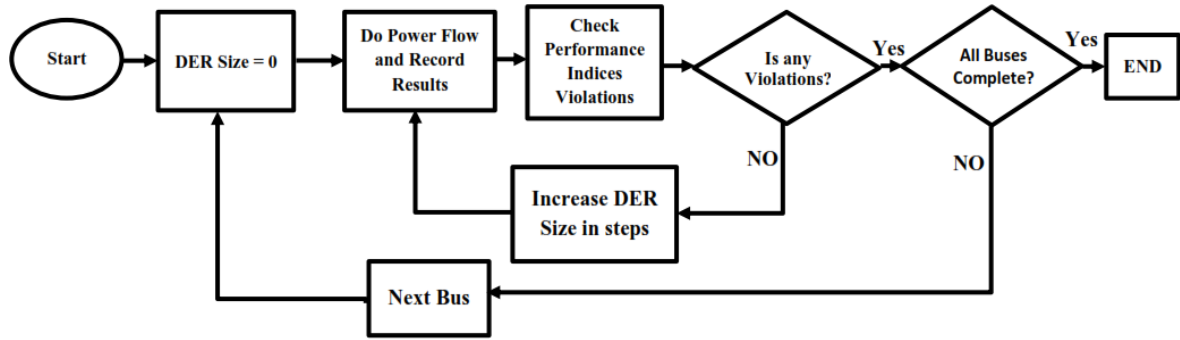 Start
DER Size = 0
Do Power Flow
and Record
Results
Check
Performance
Indices
Violations
Is any
Violations?
Yes
All Buses
Complete?
Yes
END
NO
NO
Increase DER
Size in steps
Next Bus